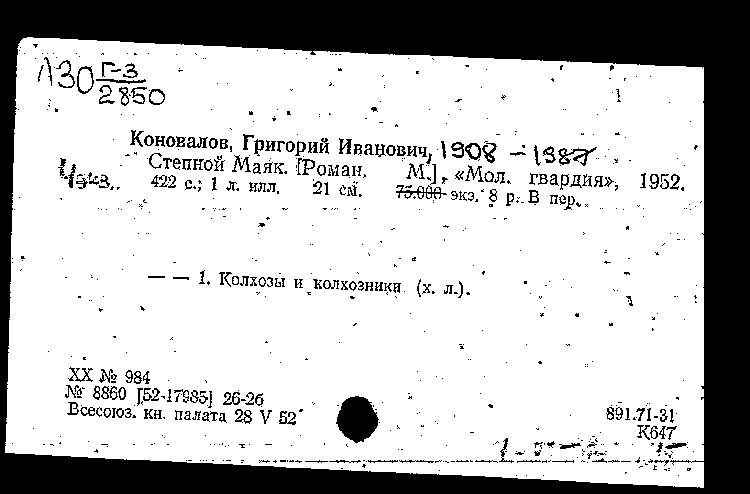 Л30 Г-3
2850
Коновалов, Григорий Иванович, 1908 – 1987
Степной Маяк. [Роман. М.], «Мол. гвардия», 1952.
422 с.; 1 л. илл. 21 см. 75.000 экз. 8 р. В пер.
— — 1. Колхозы и колхозники (х. л.).
XX № 984
№ 8860 [52-17985] 26-26
Всесоюз. кн. палата 28 V 52
891.71-31
К647